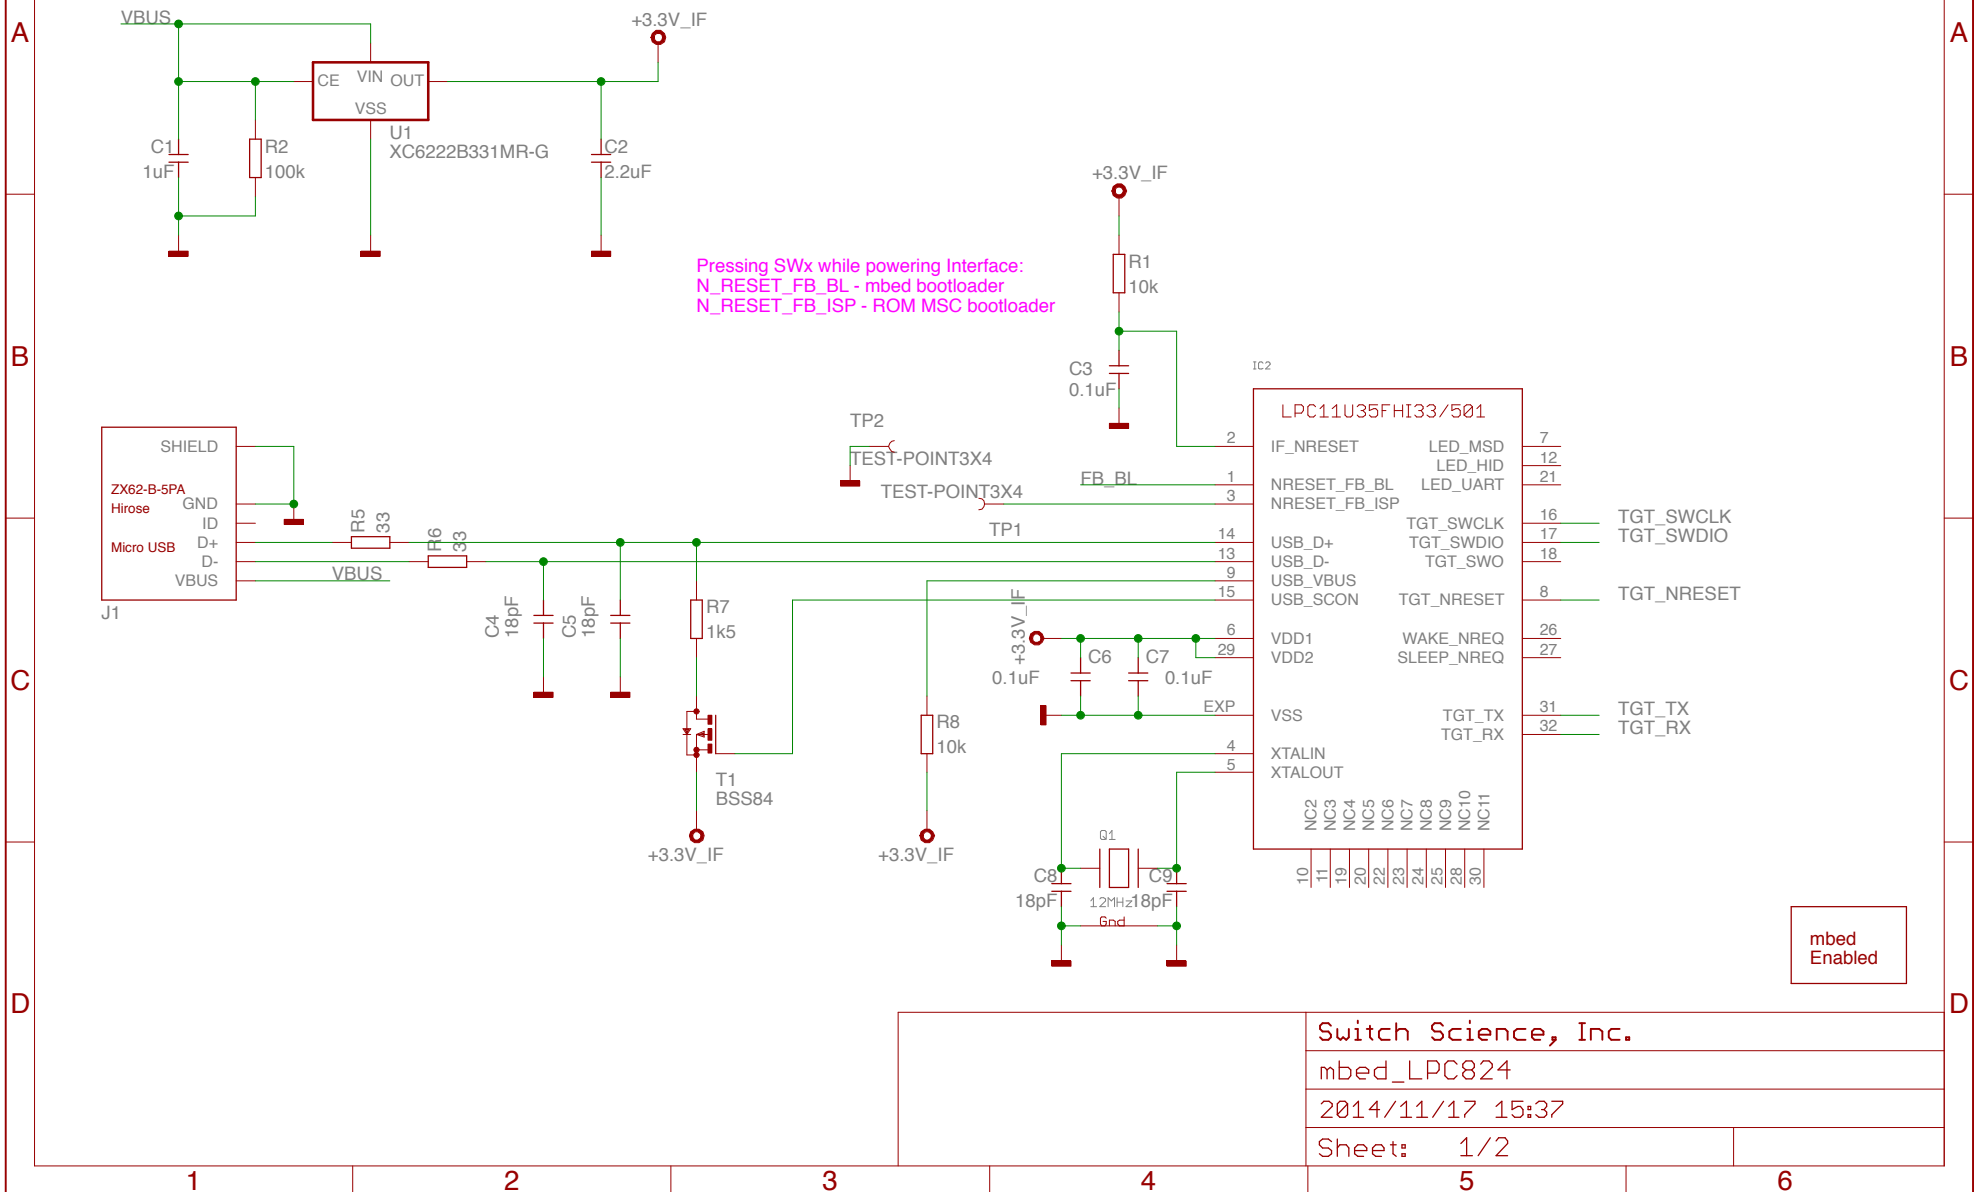 A
A
VBUS
+3.3V_IF
CE
VIN
OUT
VSS
U1
XC6222B331MR-G
C1
1uF
R2
100k
C2
2.2uF
+3.3V_IF
R1
10k
Pressing SWx while powering Interface:
N_RESET_FB_BL - mbed bootloader
N_RESET_FB_ISP - ROM MSC bootloader
B
B
C3
0.1uF
IC2
LPC11U35FHI33/501
SHIELD
ZX62-B-5PA
Hirose
GND
ID
Micro USB
D+
D-
VBUS
J1
VBUS
R5
33
R6
33
TP2
TEST-POINT3X4
TEST-POINT3X4
TP1
FB_BL
2 IF_NRESET
1 NRESET_FB_BL
3 NRESET_FB_ISP
14 USB_D+
13 USB_D-
9 USB_VBUS
15 USB_SCON
6 VDD1
29 VDD2
EXP VSS
4 XTALIN
5 XTALOUT
LED_MSD 7
LED_HID 12
LED_UART 21
TGT_SWCLK 16 TGT_SWCLK
TGT_SWDIO 17 TGT_SWDIO
TGT_SWO 18
TGT_NRESET 8 TGT_NRESET
WAKE_NREQ 26
SLEEP_NREQ 27
TGT_TX 31 TGT_TX
TGT_RX 32 TGT_RX
NC2 10
NC3 11
NC4 19
NC5 20
NC6 22
NC7 23
NC8 24
NC9 25
NC10 28
NC11 30
C
C
C4
18pF
C5
18pF
R7
1k5
T1
BSS84
+3.3V_IF
R8
10k
+3.3V_IF
+3.3V_IF
C6
0.1uF
C7
0.1uF
Q1
12MHz
Gnd
C8
18pF
C9
18pF
mbed
Enabled
D
D
Switch Science, Inc.
mbed_LPC824
2014/11/17 15:37
Sheet: 1/2
1
2
3
4
5
6